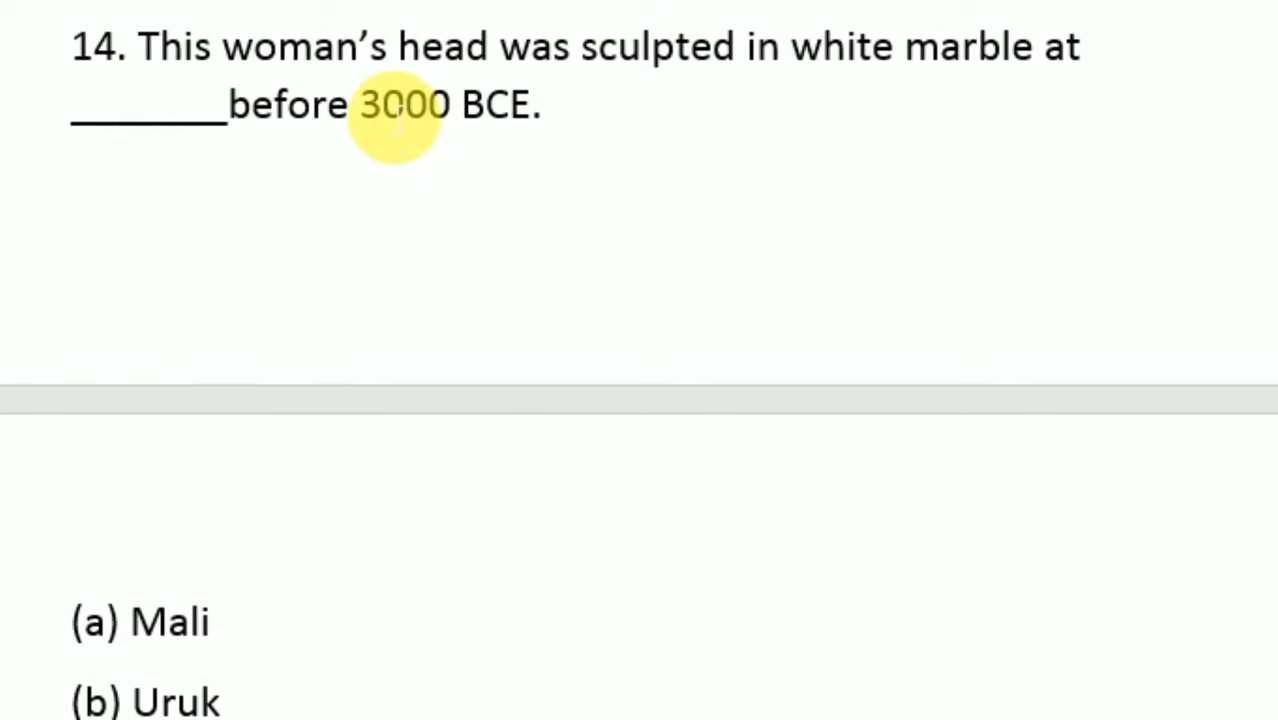 14. This woman’s head was sculpted in white marble at
________before 3000 BCE.
(a) Mali
(b) Uruk